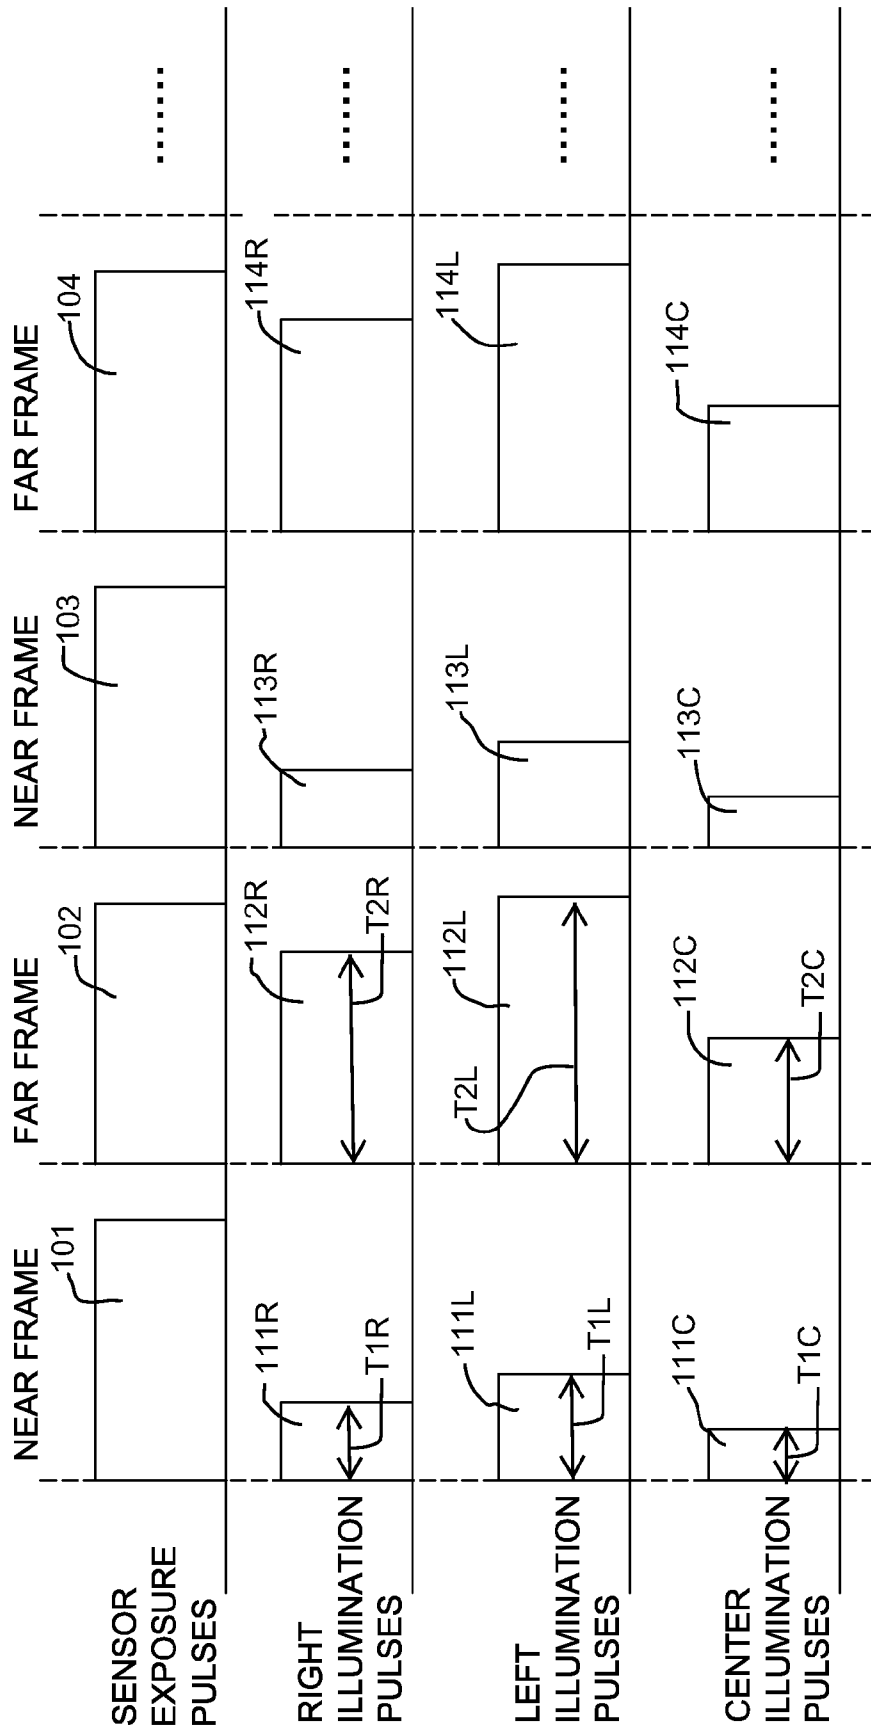 NEAR FRAME
FAR FRAME
NEAR FRAME
FAR FRAME
SENSOR
EXPOSURE
PULSES
101
102
103
104
.......
RIGHT
ILLUMINATION
PULSES
111R
T1R
112R
T2R
113R
114R
.......
LEFT
ILLUMINATION
PULSES
111L
T1L
T2L
112L
113L
114L
.......
CENTER
ILLUMINATION
PULSES
111C
T1C
112C
T2C
113C
114C
.......